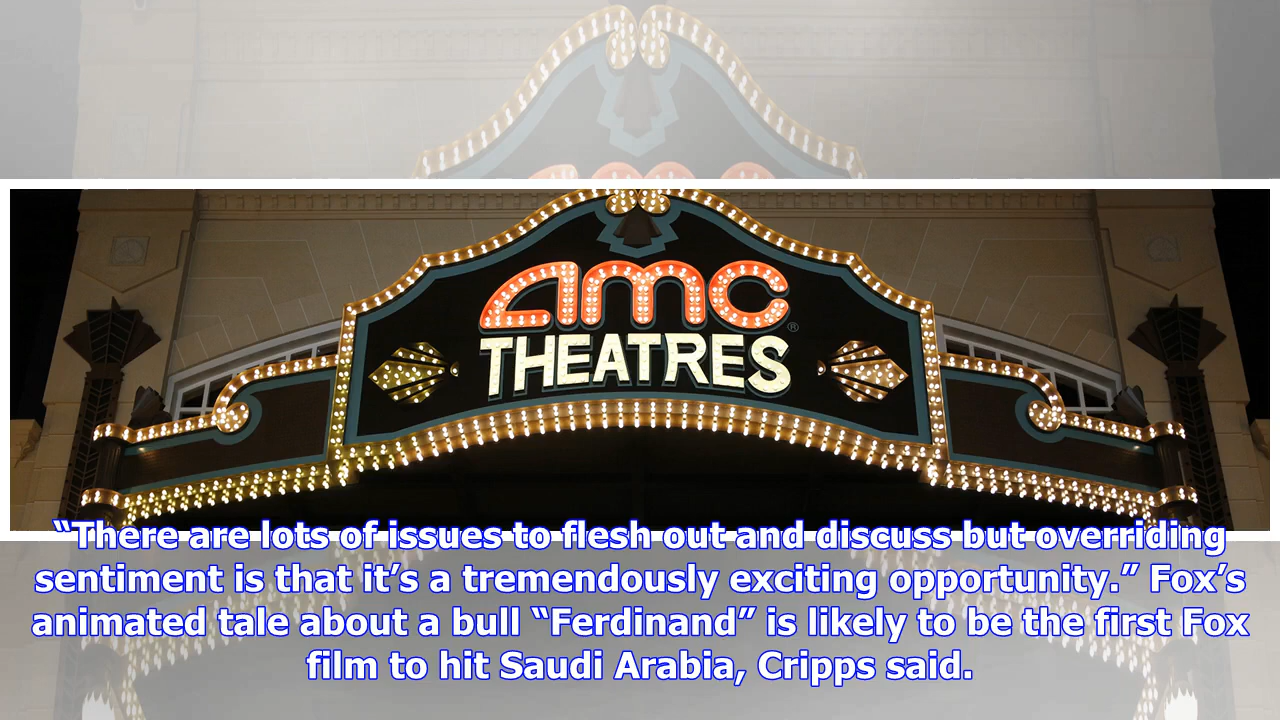 amc
®
THEATRES
“There are lots of issues to flesh out and discuss but overriding
sentiment is that it’s a tremendously exciting opportunity.” Fox’s
animated tale about a bull “Ferdinand” is likely to be the first Fox
film to hit Saudi Arabia, Cripps said.